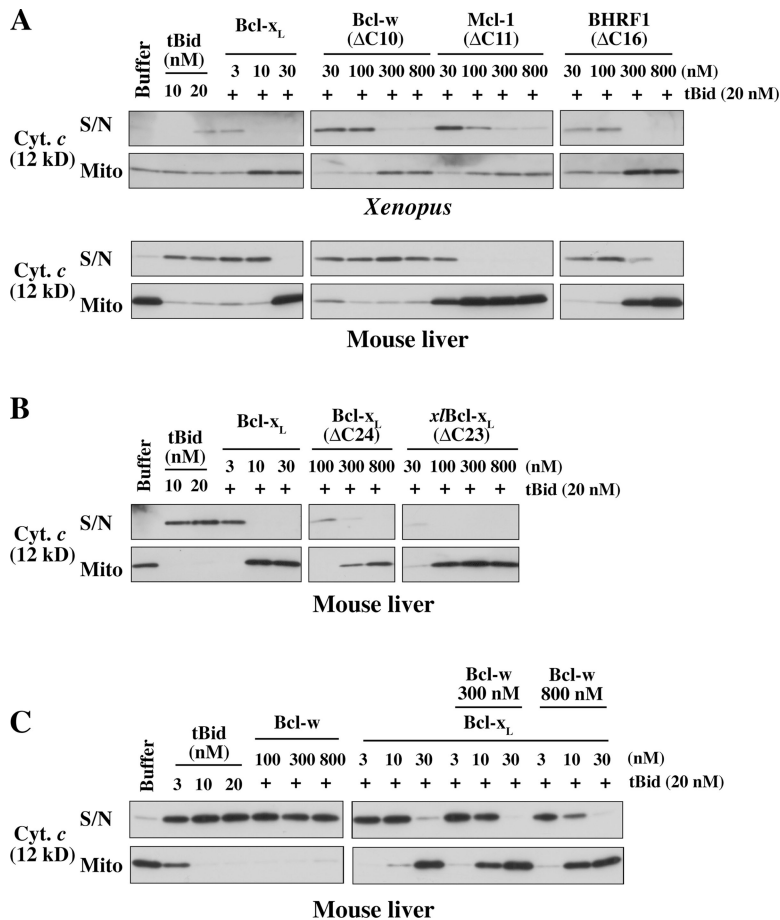 A
Buffer
tBid
(nM)
10 20
Bcl-xL
3 10 30
+ + +
Bcl-w
(ΔC10)
30 100 300 800
+ + + +
Mcl-1
(ΔC11)
30 100 300 800
+ + + +
BHRF1
(ΔC16)
30 100 300 800 (nM)
+ + + + tBid (20 nM)
Cyt. c
(12 kD)
S/N
Mito
Xenopus
Cyt. c
(12 kD)
S/N
Mito
Mouse liver
B
Buffer
tBid
(nM)
10 20
Bcl-xL
3 10 30
+ + +
Bcl-xL
(ΔC24)
100 300 800
+ + +
xlBcl-xL
(ΔC23)
30 100 300 800 (nM)
+ + + + tBid (20 nM)
Cyt. c
(12 kD)
S/N
Mito
Mouse liver
C
Buffer
tBid
(nM)
3 10 20
Bcl-w
100 300 800
+ + +
Bcl-w
300 nM
Bcl-w
800 nM
Bcl-xL
3 10 30 3 10 30 3 10 30 (nM)
+ + + + + + + + + tBid (20 nM)
Cyt. c
(12 kD)
S/N
Mito
Mouse liver